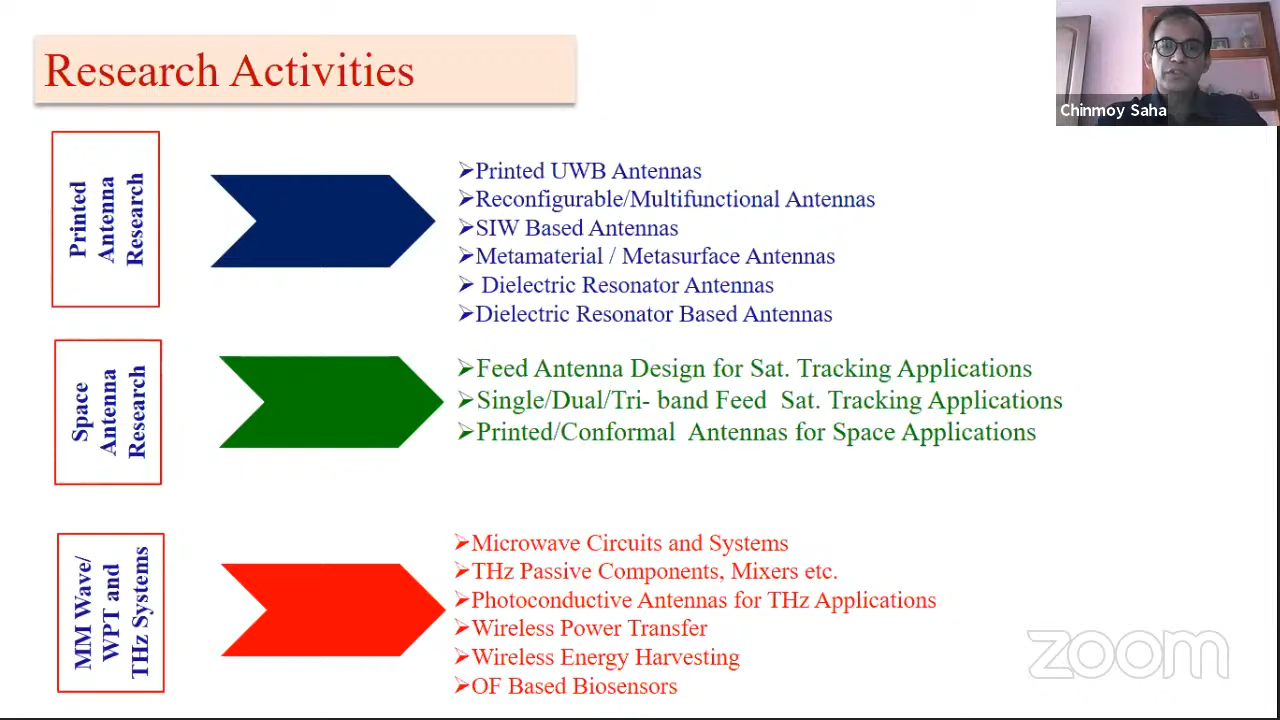 Research Activities
Chinmoy Saha
Printed
Antenna
Research
➢Printed UWB Antennas
➢Reconfigurable/Multifunctional Antennas
➢SIW Based Antennas
➢Metamaterial / Metasurface Antennas
➢ Dielectric Resonator Antennas
➢Dielectric Resonator Based Antennas
Space
Antenna
Research
➢Feed Antenna Design for Sat. Tracking Applications
➢Single/Dual/Tri- band Feed  Sat. Tracking Applications
➢Printed/Conformal  Antennas for Space Applications
MM Wave/
WPT and
THz Systems
➢Microwave Circuits and Systems
➢THz Passive Components, Mixers etc.
➢Photoconductive Antennas for THz Applications
➢Wireless Power Transfer
➢Wireless Energy Harvesting
➢OF Based Biosensors
zoom